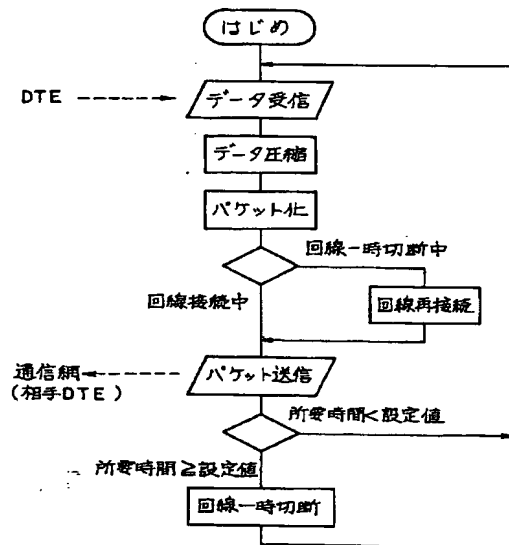 はじめ
DTE
データ受信
データ圧縮
パケット化
回線一時切断中
回線接続中
回線再接続
通信網
(相手DTE)
パケット送信
所要時間<設定値
所要時間≧設定値
回線一時切断